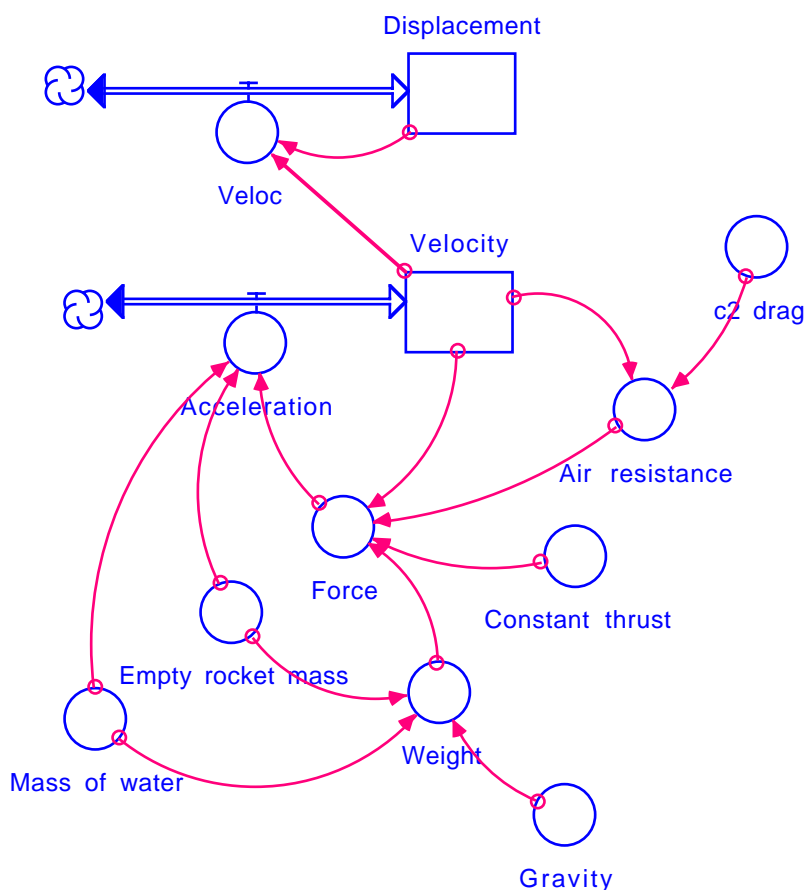 Displacement
Veloc
Velocity
c2 drag
Acceleration
Air resistance
Force
Constant thrust
Empty rocket mass
Weight
Mass of water
Gravity